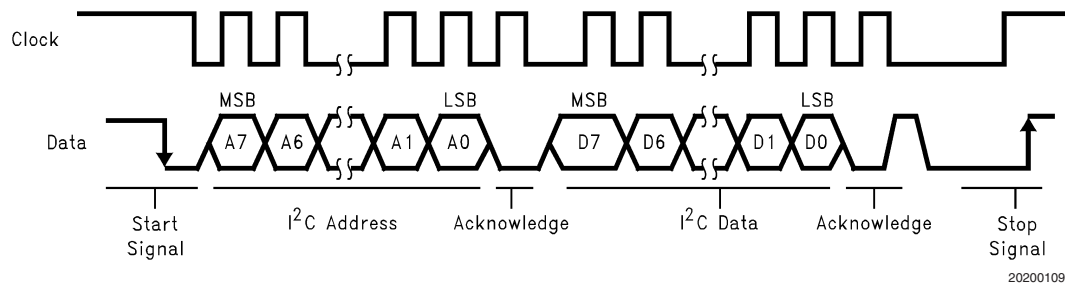 Clock
MSB LSB MSB LSB
Data A7 A6 A1 A0 D7 D6 D1 D0
Start Signal
I²C Address
Acknowledge
I²C Data
Acknowledge
Stop Signal
20200109